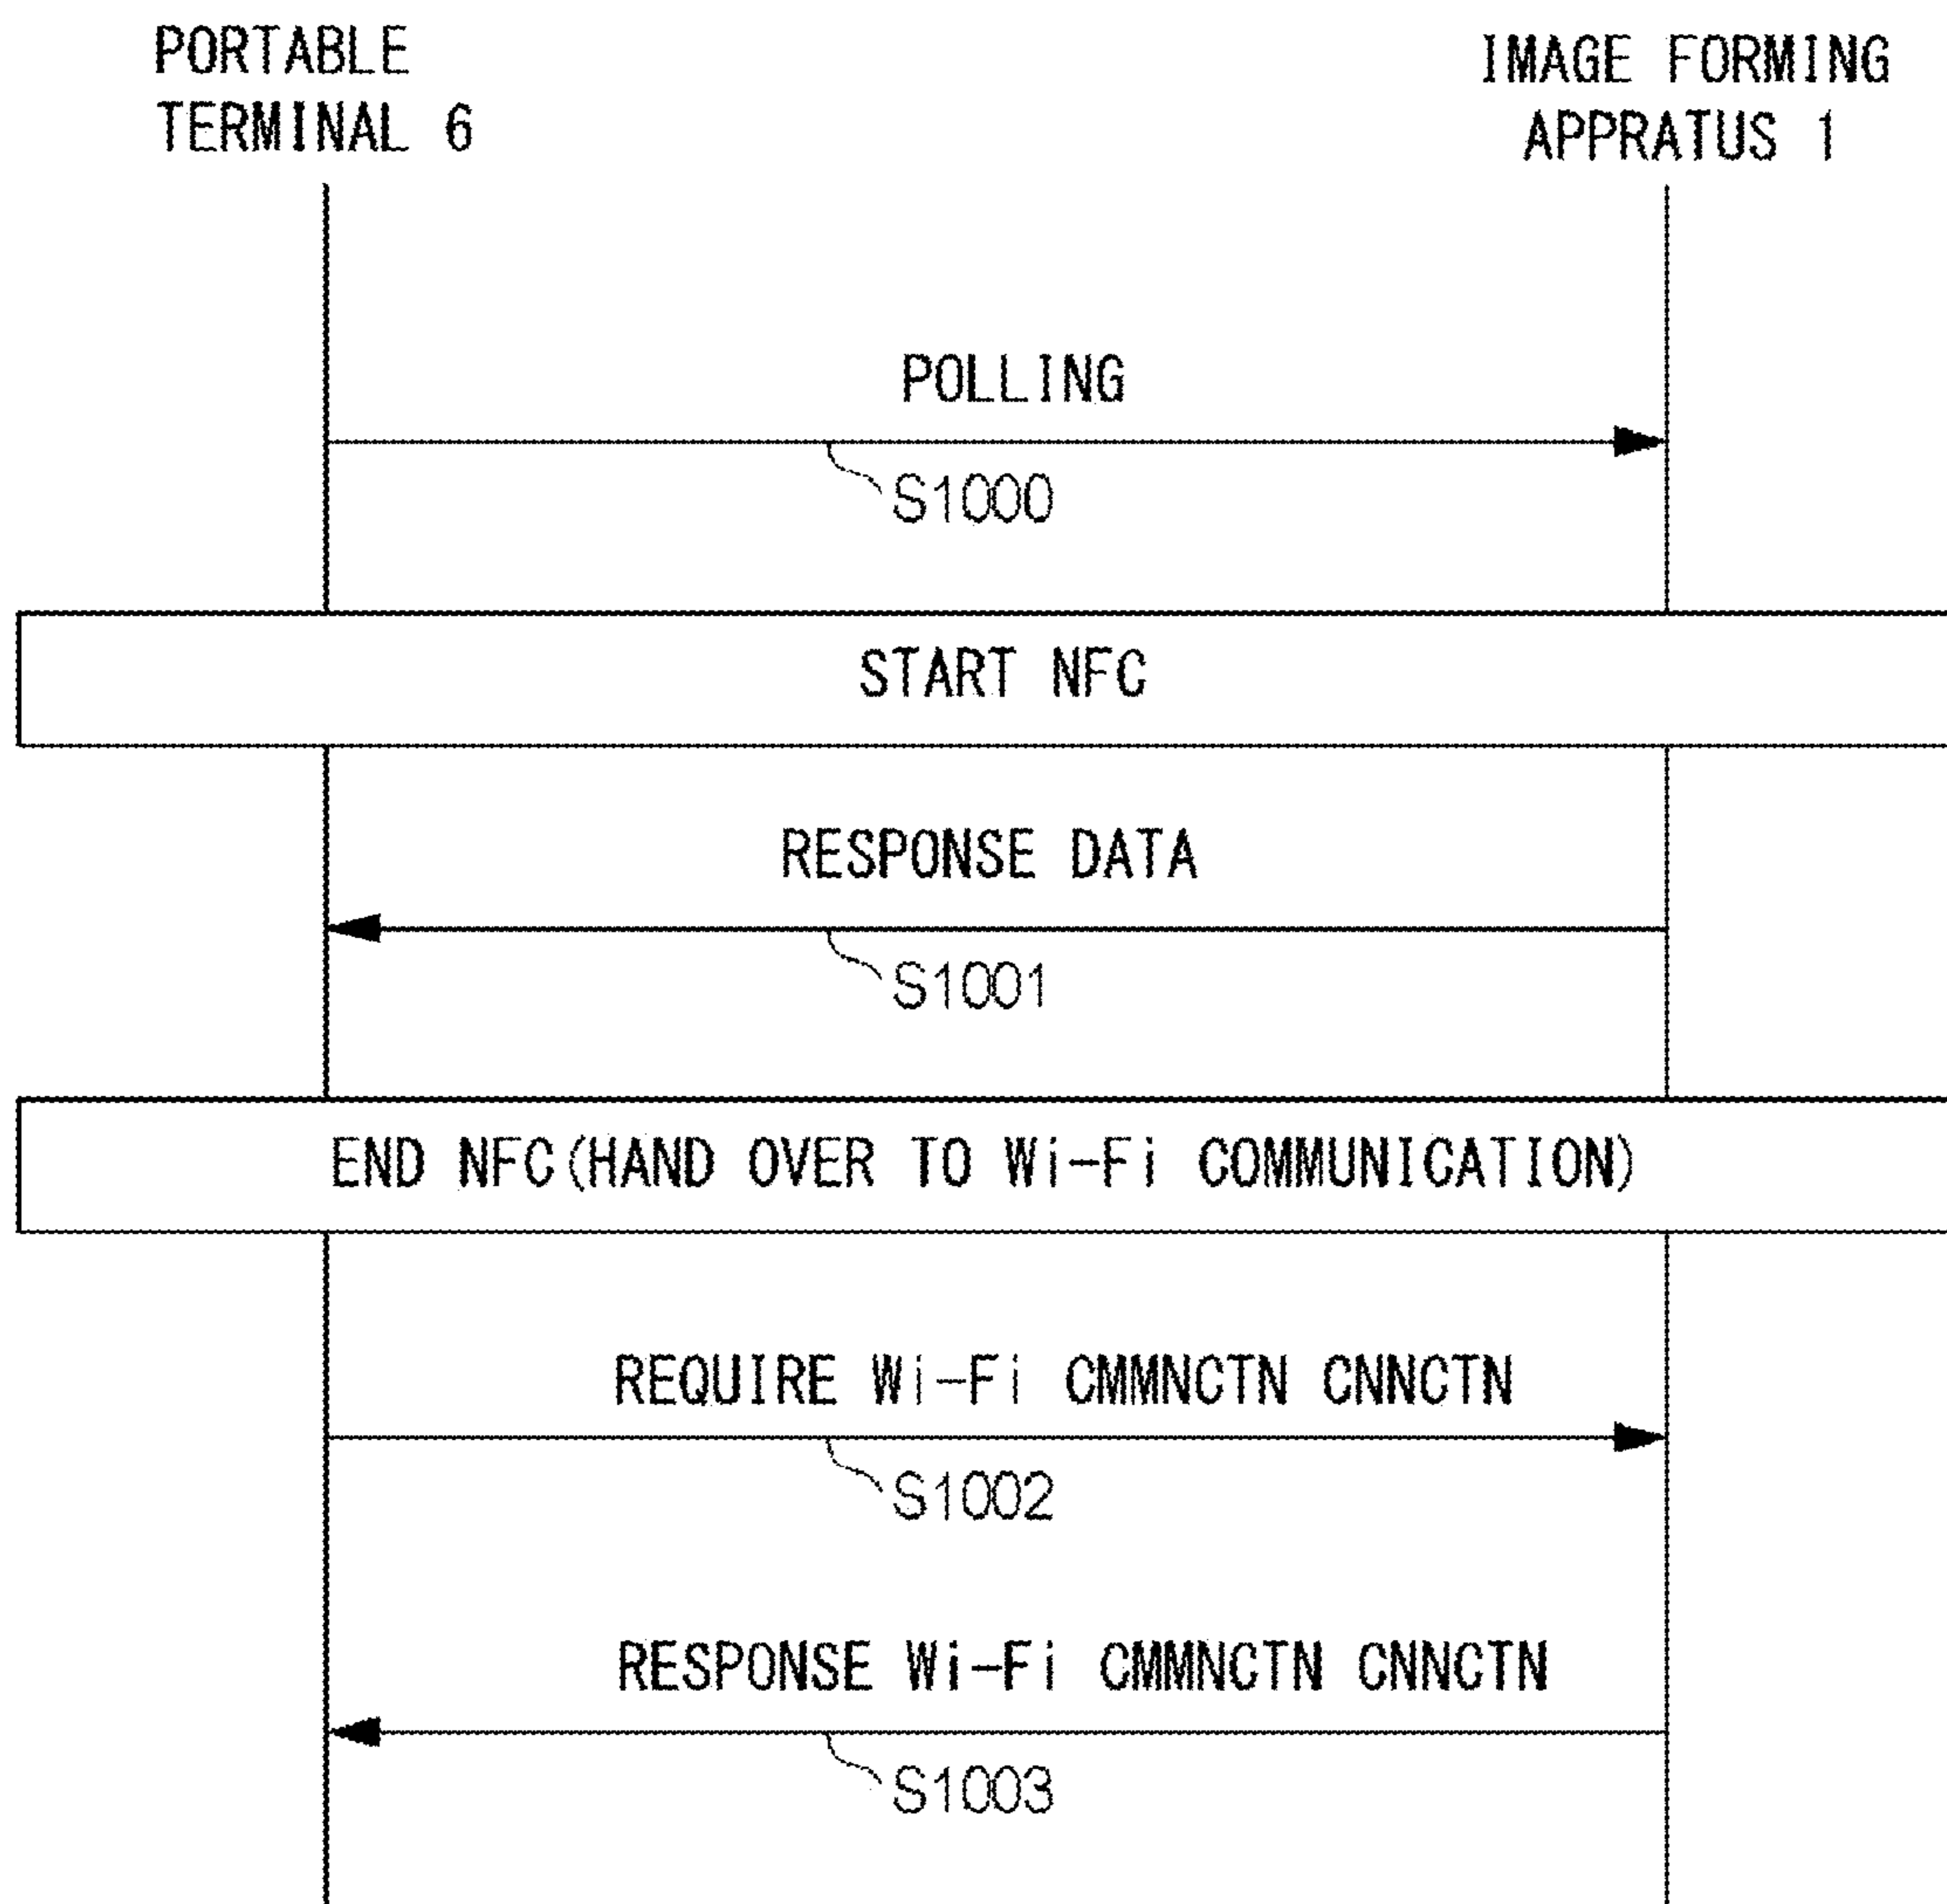 PORTABLE
TERMINAL 6
IMAGE FORMING
APPRATUS 1
POLLING
S1000
START NFC
RESPONSE DATA
S1001
END NFC(HAND OVER TO Wi-Fi COMMUNICATION)
REQUIRE Wi-Fi CMMNCTN CNNCTN
S1002
RESPONSE Wi-Fi CMMNCTN CNNCTN
S1003